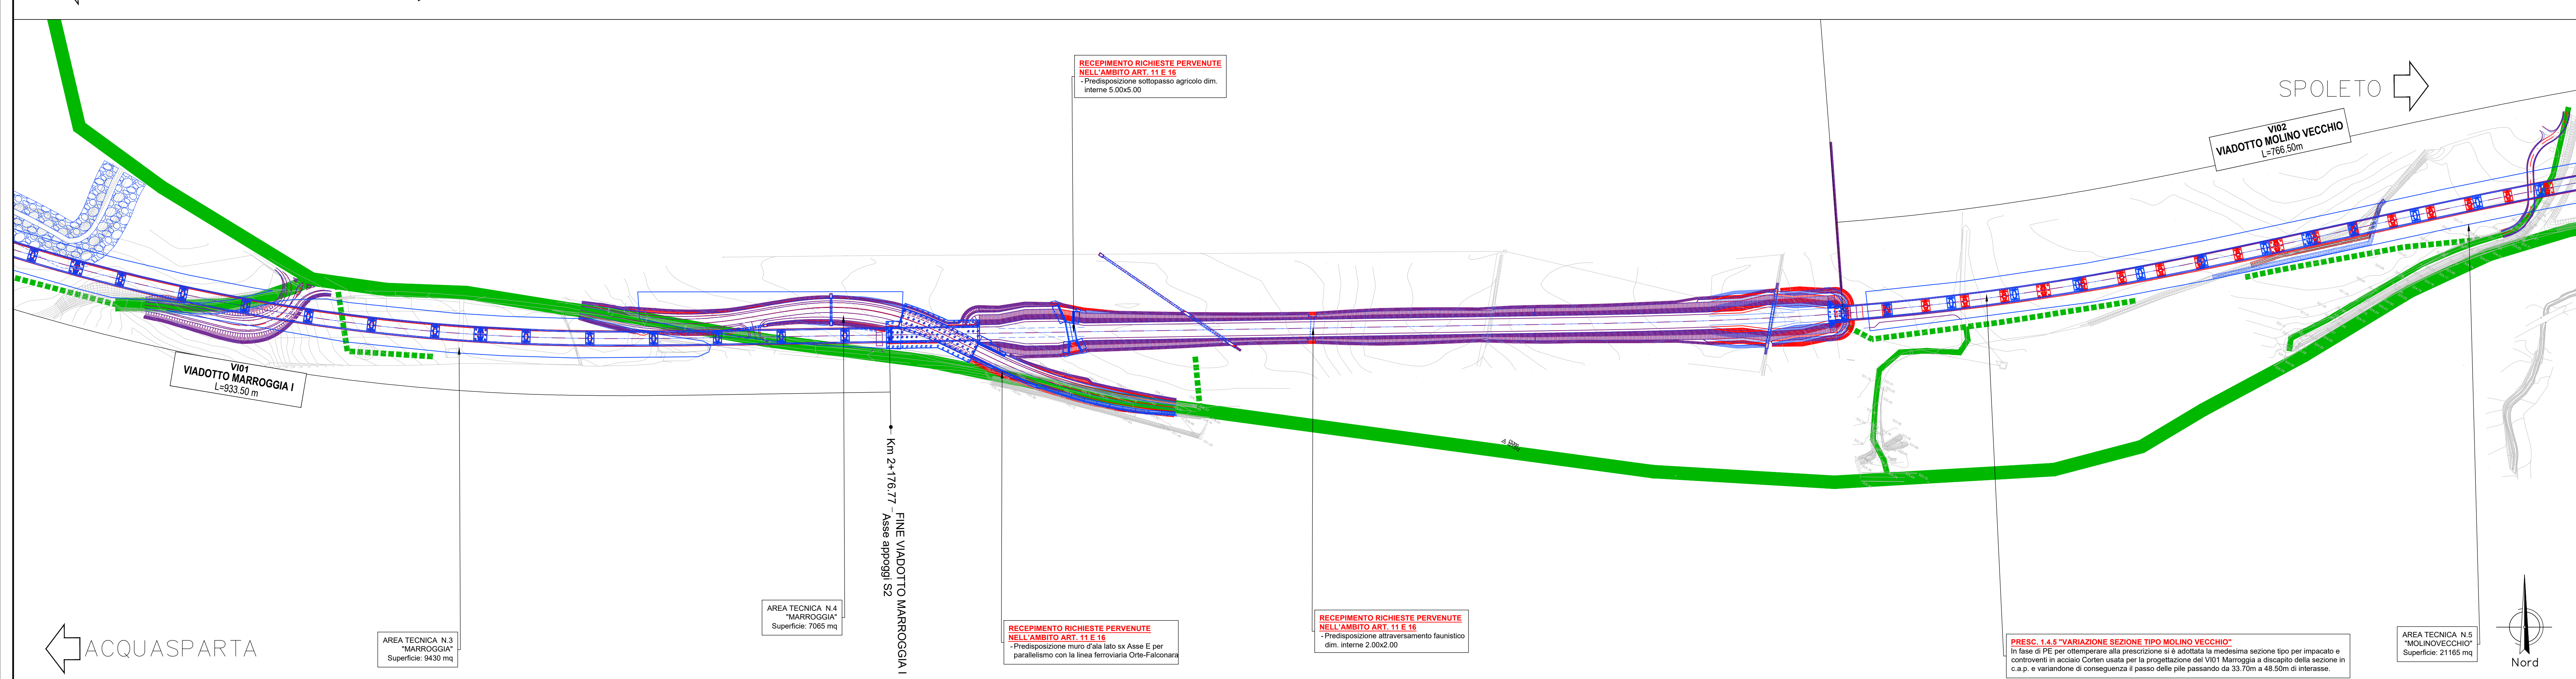 RECEPIMENTO RICHIESTE PERVENUTE
NELL'AMBITO ART. 11 E 16
- Predisposizione sottopasso agricolo dim.
interne 5.00x5.00
SPOLETO
VI02
VIADOTTO MOLINO VECCHIO
L=766.50m
VI01
VIADOTTO MARROGGIA I
L=933.50 m
Km 2+176.77 -
FINE VIADOTTO MARROGGIA I
Asse appoggi S2
ACQUASPARTA
AREA TECNICA N.3
"MARROGGIA"
Superficie: 9430 mq
AREA TECNICA N.4
"MARROGGIA"
Superficie: 7065 mq
RECEPIMENTO RICHIESTE PERVENUTE
NELL'AMBITO ART. 11 E 16
- Predisposizione muro d'ala lato sx Asse E per
parallelismo con la linea ferroviaria Orte-Falconara
RECEPIMENTO RICHIESTE PERVENUTE
NELL'AMBITO ART. 11 E 16
- Predisposizione attraversamento faunistico
dim. interne 2.00x2.00
PRESC. 1.4.5 "VARIAZIONE SEZIONE TIPO MOLINO VECCHIO"
In fase di PE per ottemperare alla prescrizione si è adottata la medesima sezione tipo per impacato e
controventi in acciaio Corten usata per la progettazione del VI01 Marroggia a discapito della sezione in
c.a.p. e variandone di conseguenza il passo delle pile passando da 33.70m a 48.50m di interasse.
AREA TECNICA N.5
"MOLINOVECCHIO"
Superficie: 21165 mq
Nord